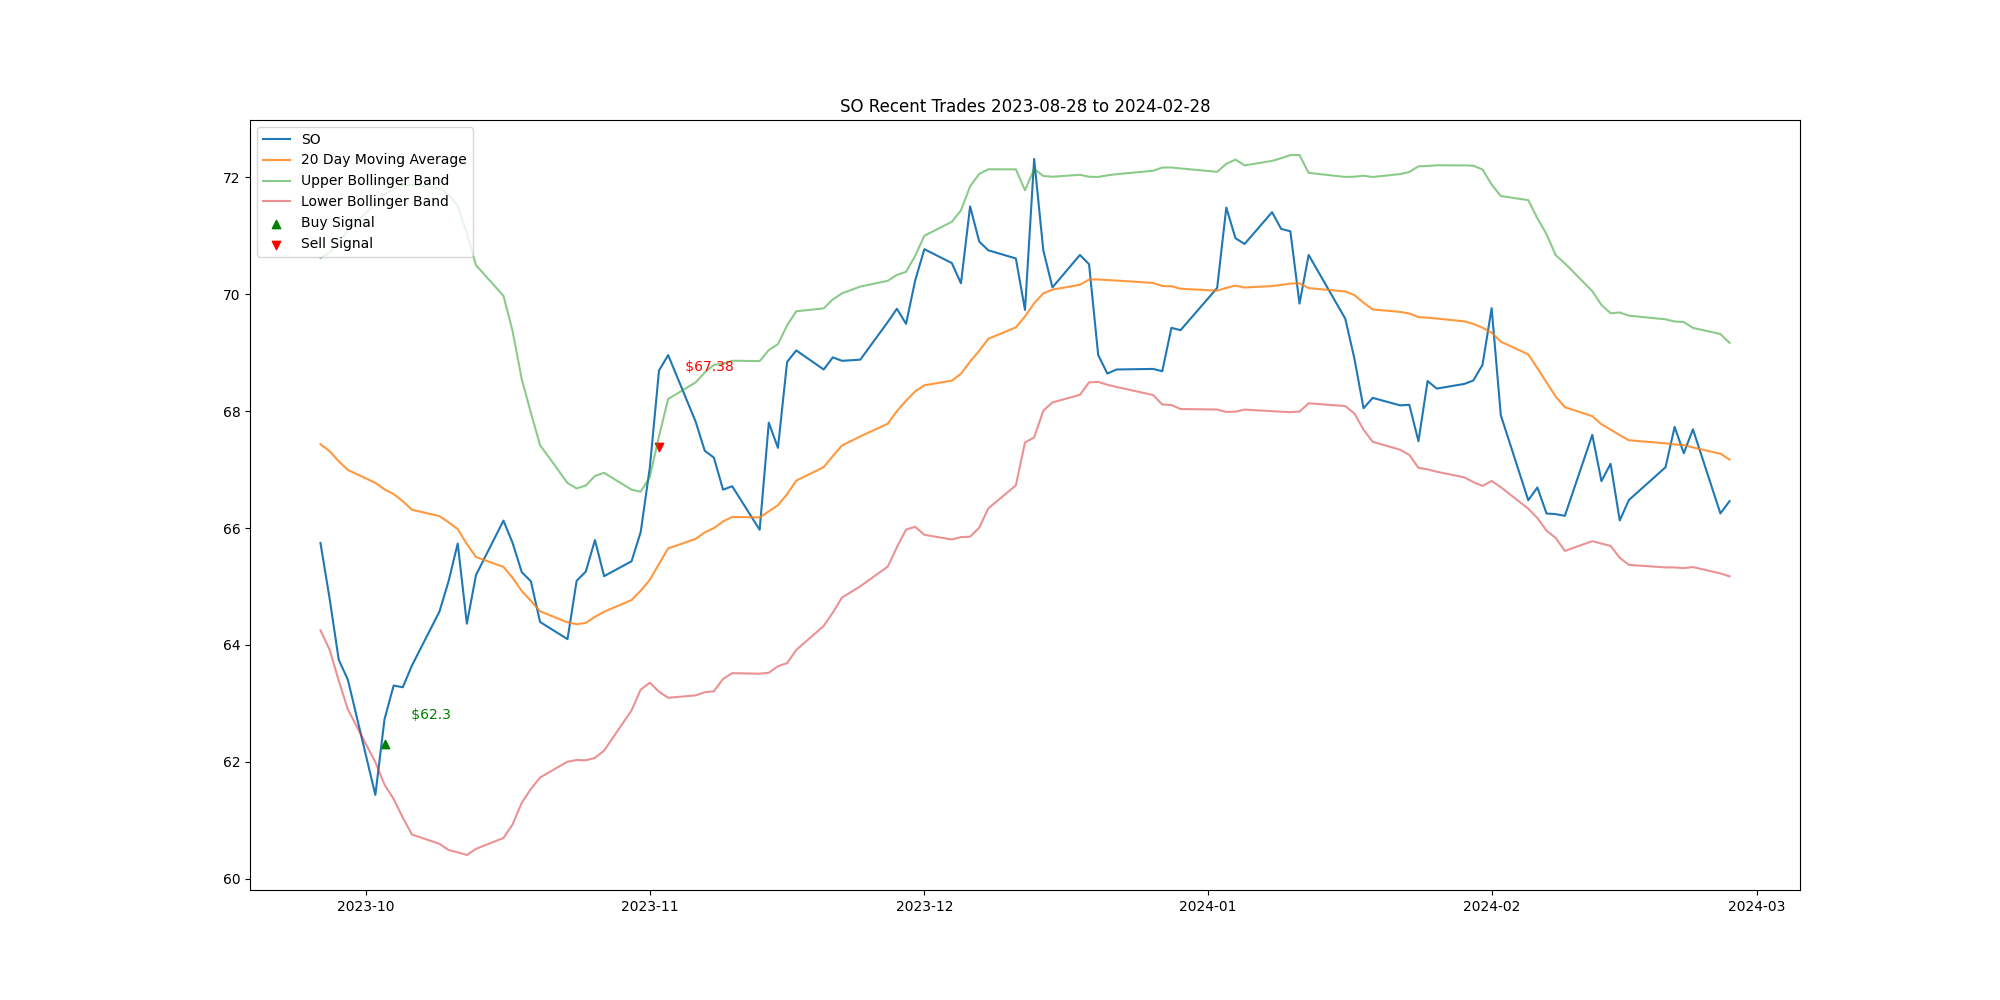 SO Recent Trades 2023-08-28 to 2024-02-28
SO
20 Day Moving Average
Upper Bollinger Band
Lower Bollinger Band
Buy Signal
Sell Signal
72
70
68
66
64
62
60
$67.38
$62.3
2023-10
2023-11
2023-12
2024-01
2024-02
2024-03